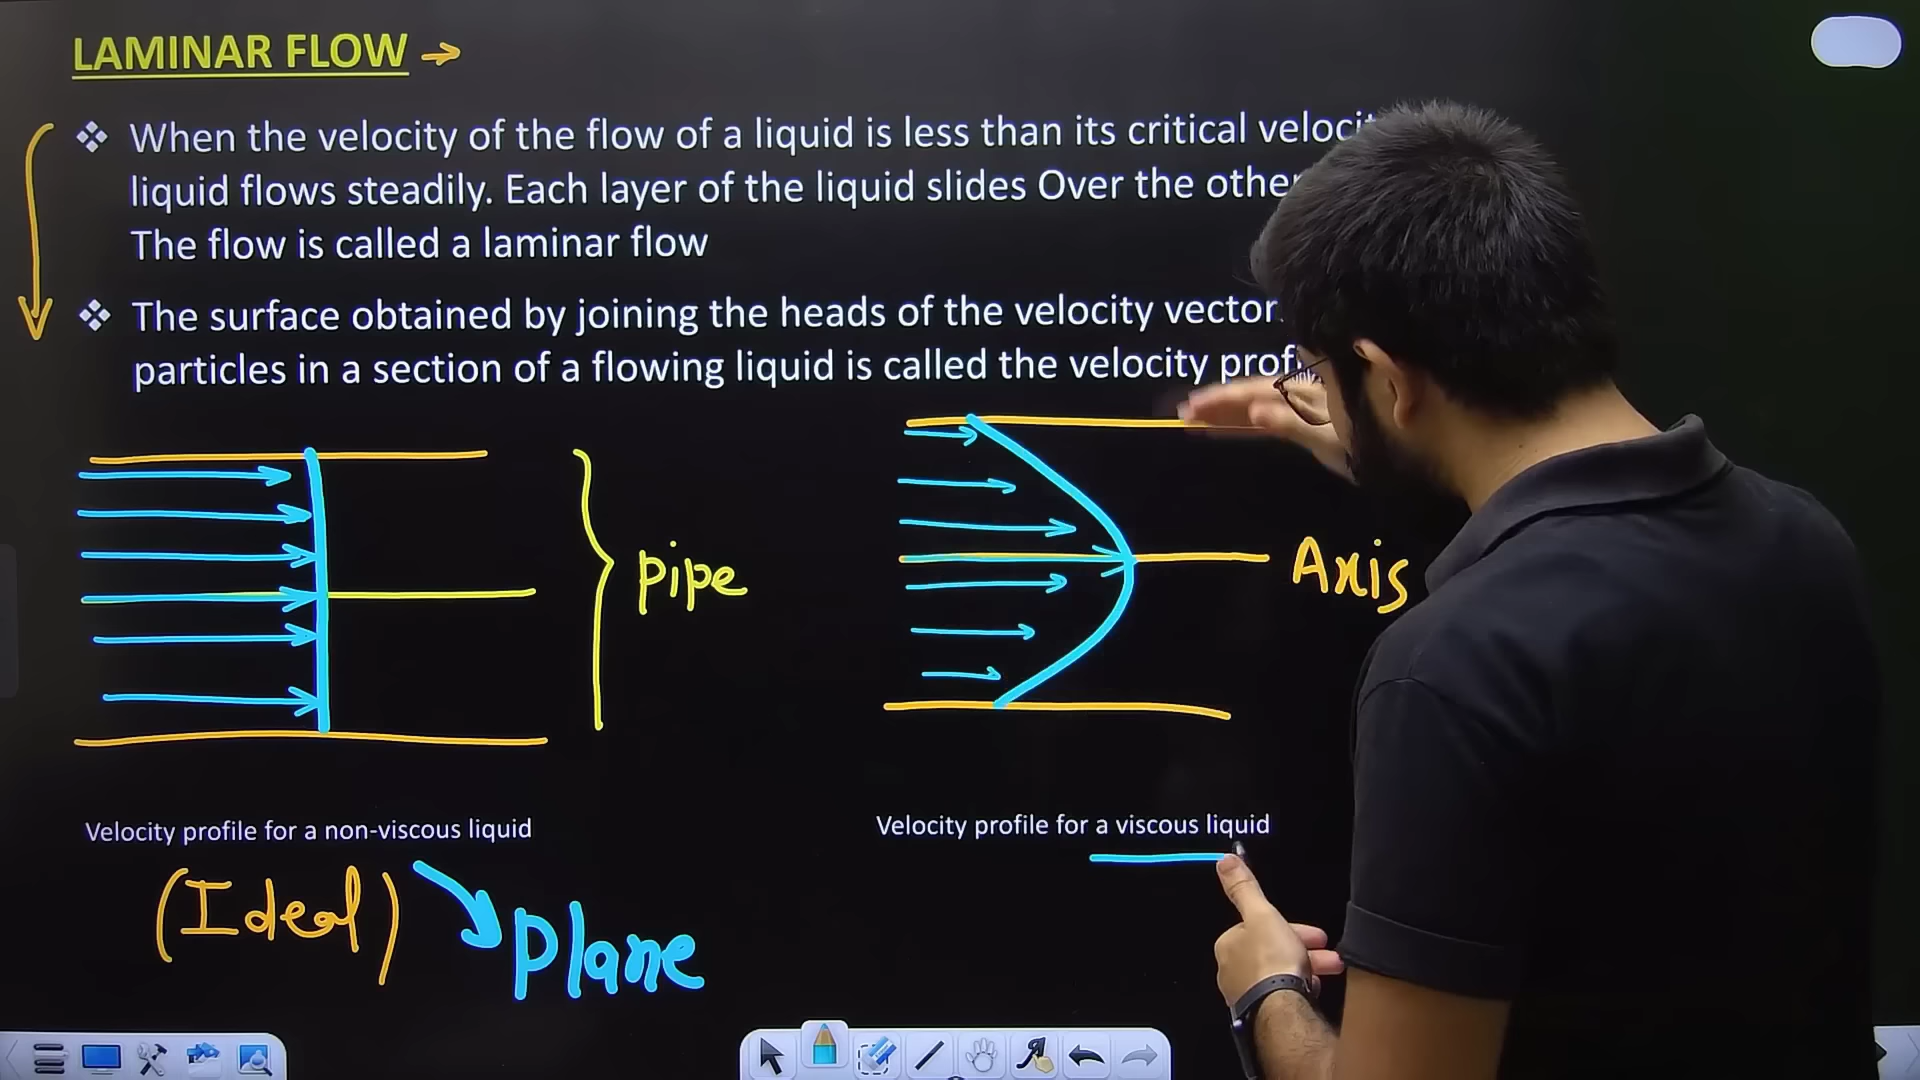 LAMINAR FLOW
When the velocity of the flow of a liquid is less than its critical
liquid flows steadily. Each layer of the liquid slides Over the other
The flow is called a laminar flow
The surface obtained by joining the heads of the velocity
particles in a section of a flowing liquid is called the velocity
pipe
Axis
Velocity profile for a non-viscous liquid
Velocity profile for a viscous liquid
(Ideal)
Plane